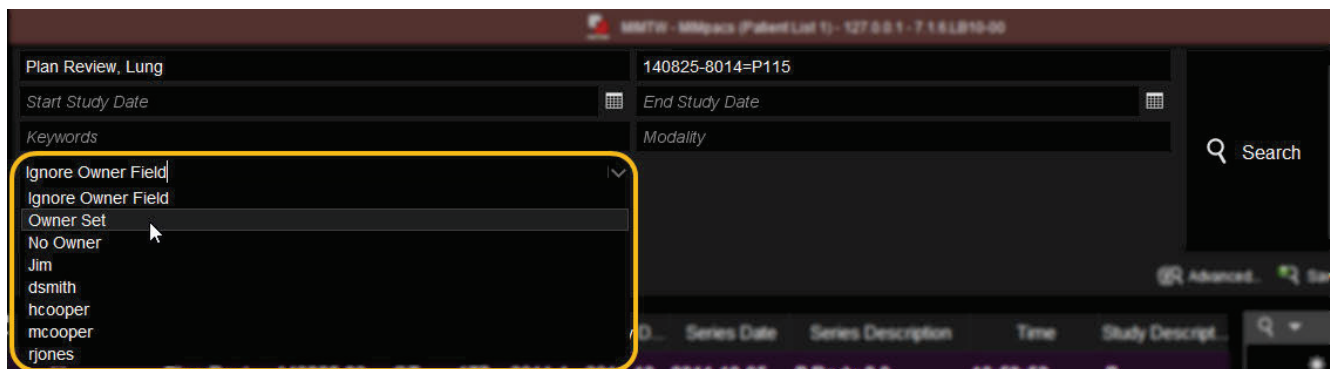 MIMTW - MIMpacs (Patient List 1) - 127.0.0.1 - 7.1.6.LB10-00
Plan Review, Lung 140825-8014=P115
Start Study Date End Study Date
Keywords Modality
Search
Ignore Owner Field
Ignore Owner Field
Owner Set
No Owner
Jim
dsmith
hcooper
mcooper
rjones
Advanced...
D... Series Date Series Description Time Study Descript...